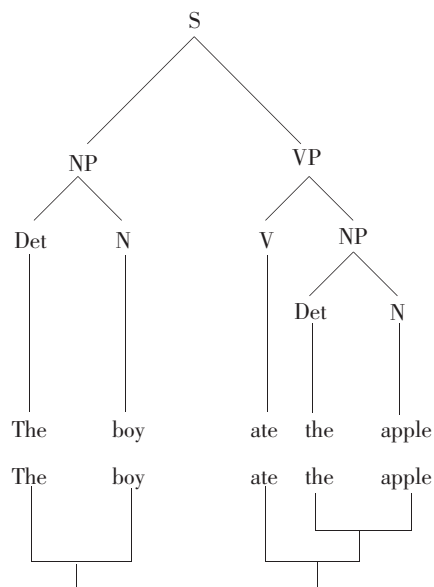 S
NP VP
Det N V NP
Det N
The boy ate the apple
The boy ate the apple